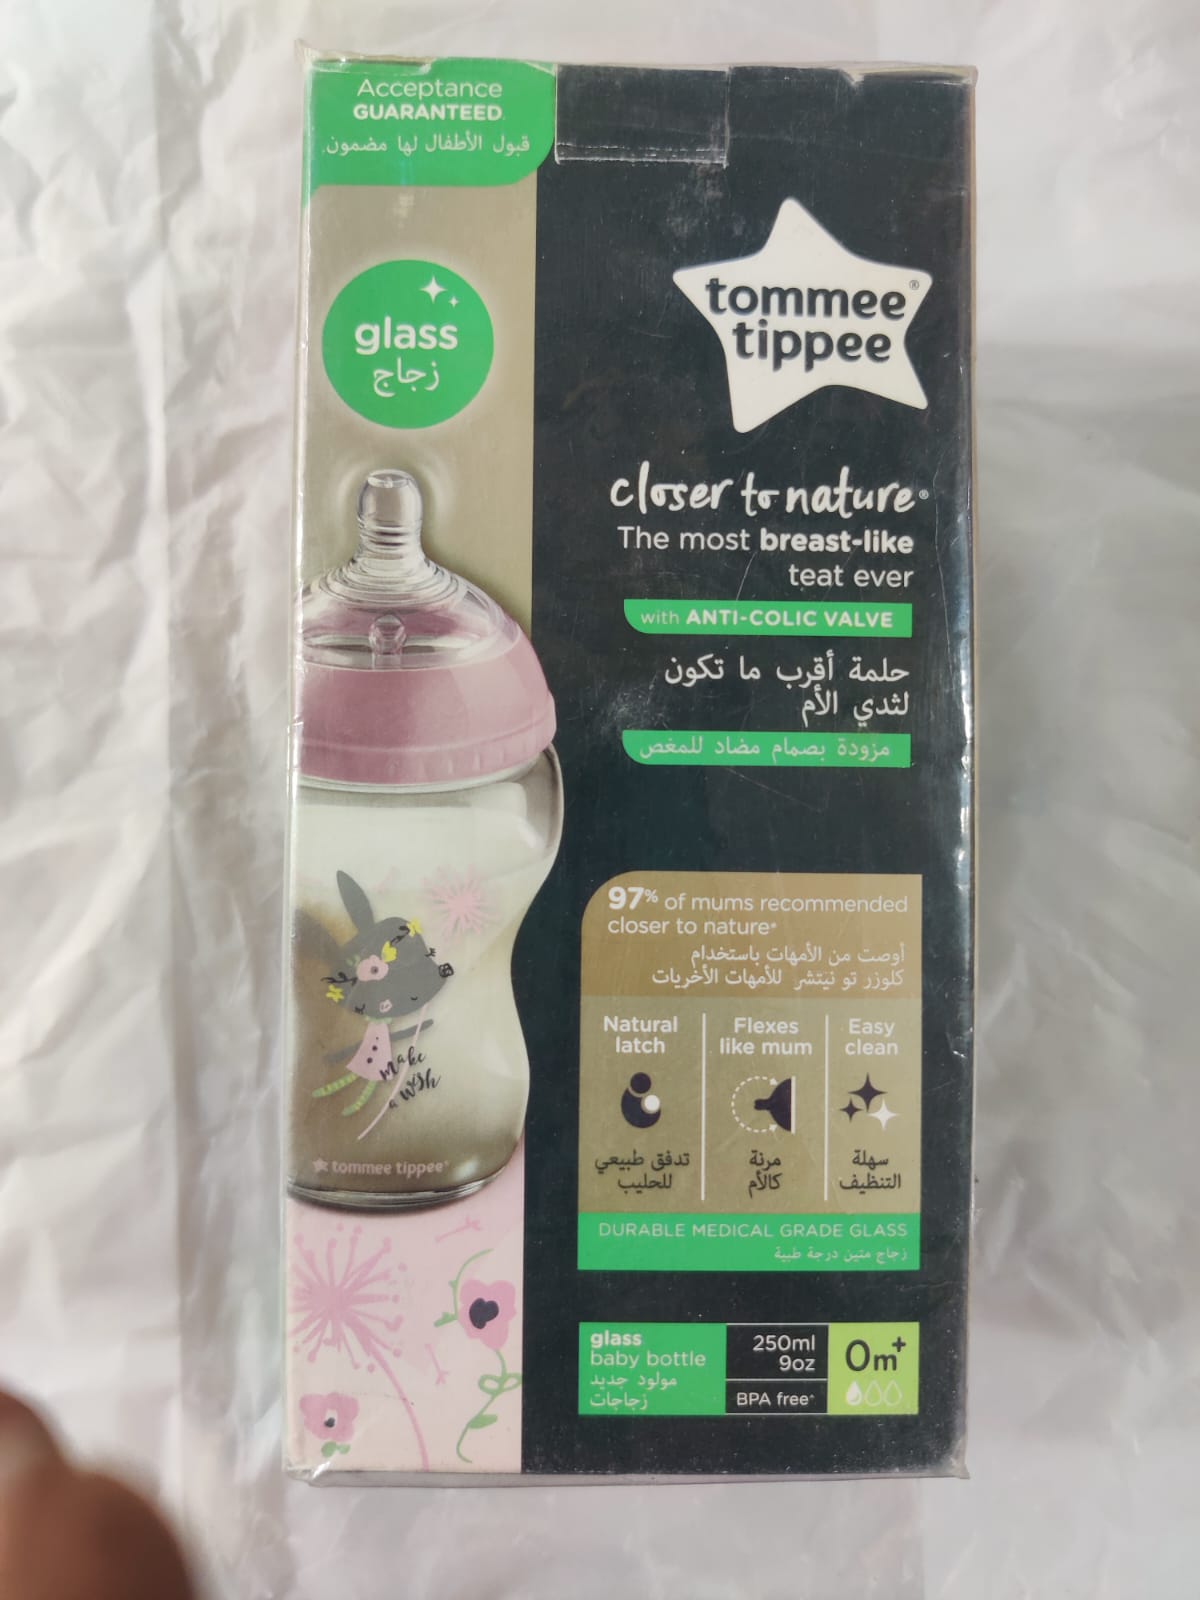 Acceptance
GUARANTEED.
قبول الأطفال لها مضمون.
glass
زجاج
tommee®
tippee
closer to nature®
The most breast-like
teat ever
with ANTI-COLIC VALVE
حلمة أقرب ما تكون
لثدي الأم
مزودة بصمام مضاد للمغص
make
a wish
tommee tippee®
97% of mums recommended
closer to nature*
أوصت من الأمهات باستخدام
كلوزر تو نيتشر للأمهات الأخريات
Natural
latch
تدفق طبيعي
للحليب
Flexes
like mum
مرنة
كالأم
Easy
clean
سهلة
التنظيف
DURABLE MEDICAL GRADE GLASS
زجاج متين درجة طبية
glass
baby bottle
مولود جديد
زجاجات
250ml
9oz
BPA free^
0m+